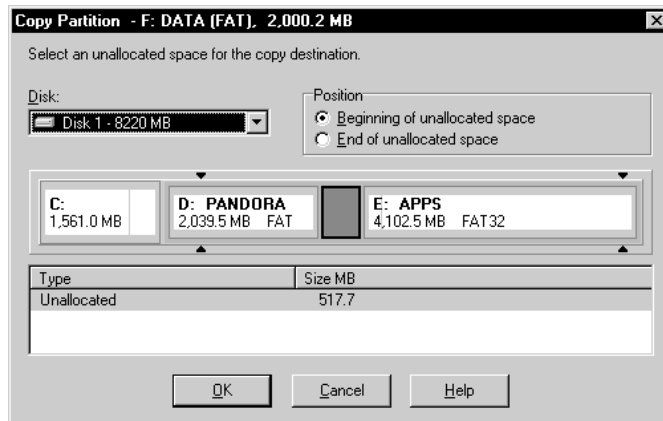 Copy Partition - F: DATA (FAT), 2,000.2 MB
Select an unallocated space for the copy destination.
Disk:
Disk 1 - 8220 MB
Position
Beginning of unallocated space
End of unallocated space
C:
1,561.0 MB
D: PANDORA
2,039.5 MB FAT
E: APPS
4,102.5 MB FAT32
Type Size MB
Unallocated 517.7
OK Cancel Help